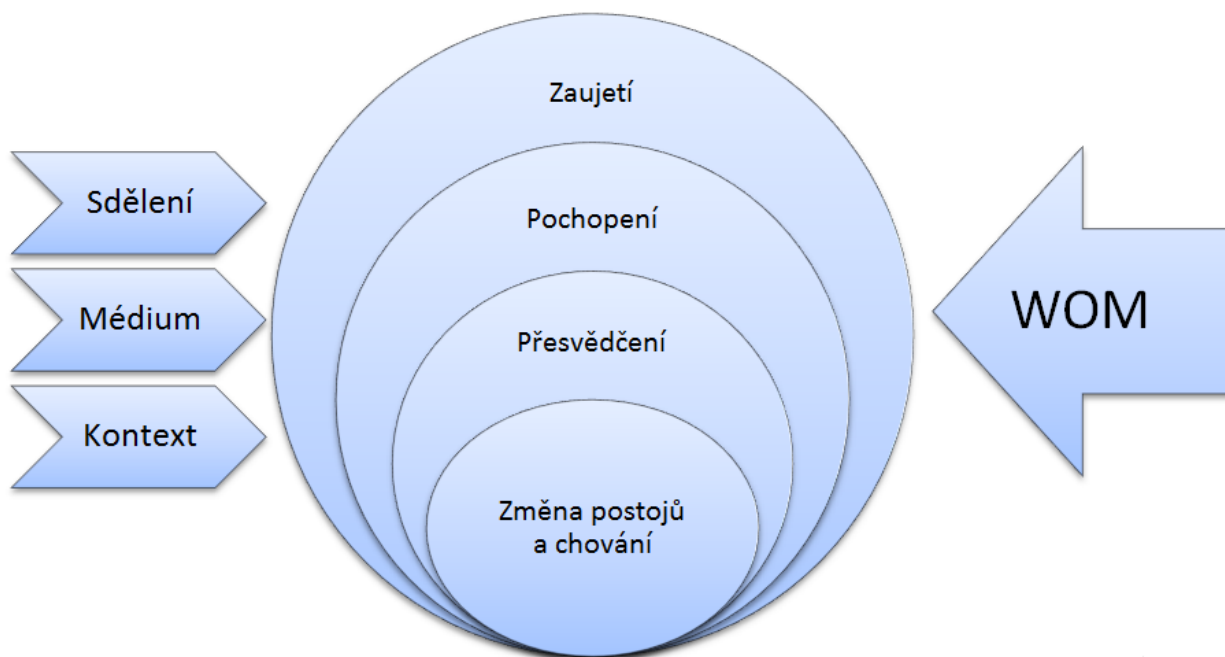 Zaujetí
Sdělení
Pochopení
Médium
WOM
Přesvědčení
Kontext
Změna postojů
a chování